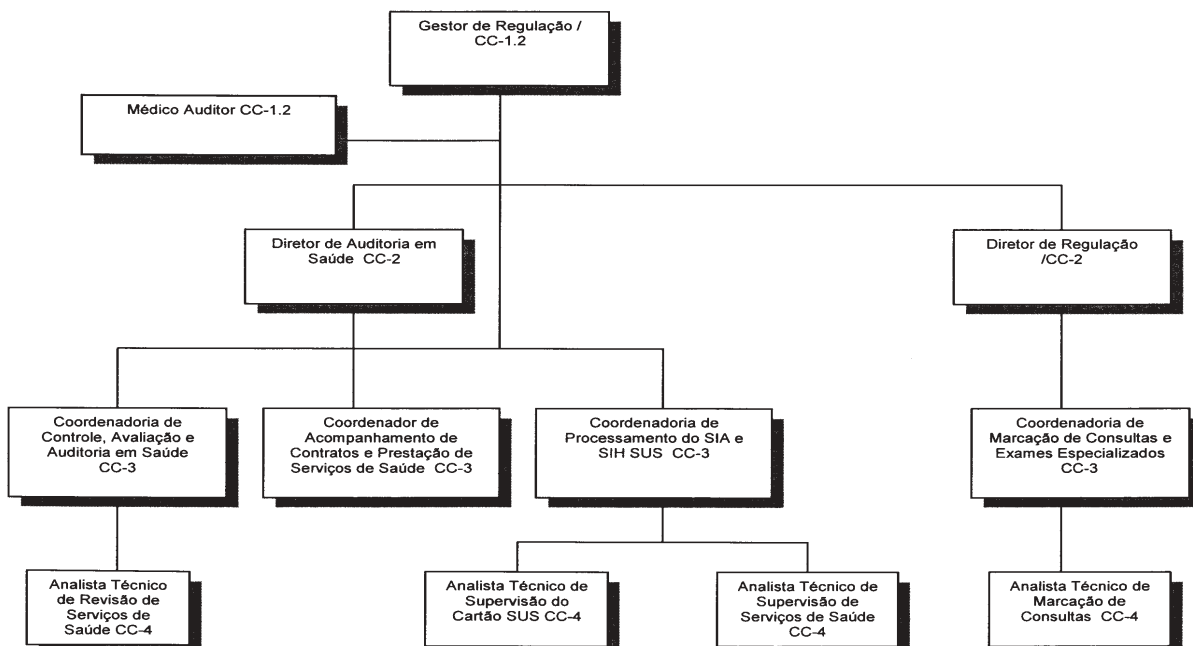 Gestor de Regulação /
CC-1.2
Médico Auditor CC-1.2
Diretor de Auditoria em
Saúde CC-2
Diretor de Regulação
/CC-2
Coordenadoria de
Controle, Avaliação e
Auditoria em Saúde
CC-3
Coordenador de
Acompanhamento de
Contratos e Prestação de
Serviços de Saúde CC-3
Coordenadoria de
Processamento do SIA e
SIH SUS CC-3
Coordenadoria de
Marcação de Consultas e
Exames Especializados
CC-3
Analista Técnico
de Revisão de
Serviços de
Saúde CC-4
Analista Técnico de
Supervisão do
Cartão SUS CC-4
Analista Técnico de
Supervisão de
Serviços de Saúde
CC-4
Analista Técnico de
Marcação de
Consultas CC-4